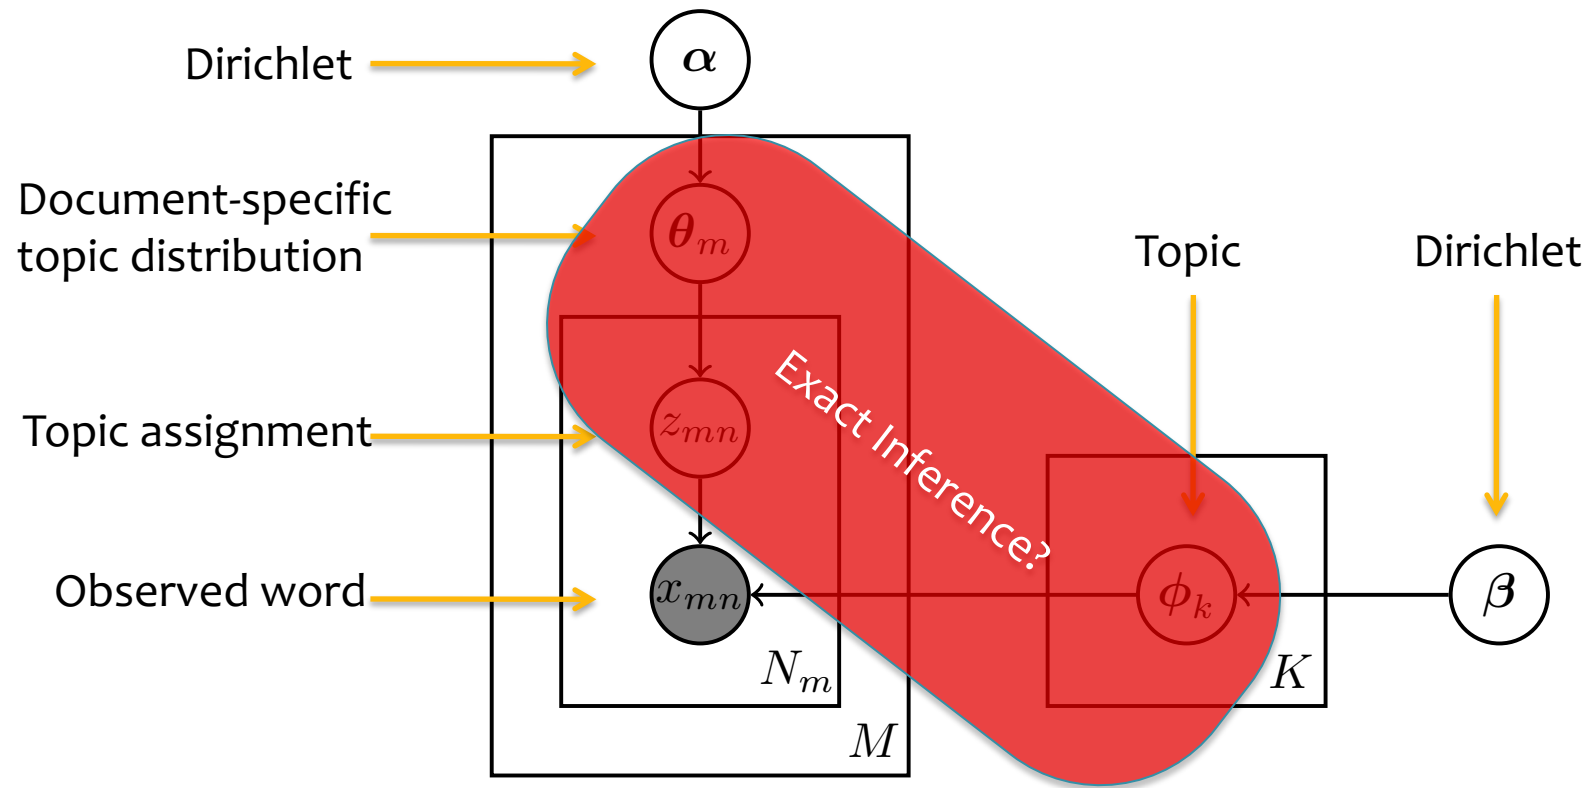 Dirichlet
α
Document-specific
topic distribution
θm
Topic
Dirichlet
Topic assignment
zmn
Exact Inference?
Observed word
xmn
ϕk
β
Nm
K
M